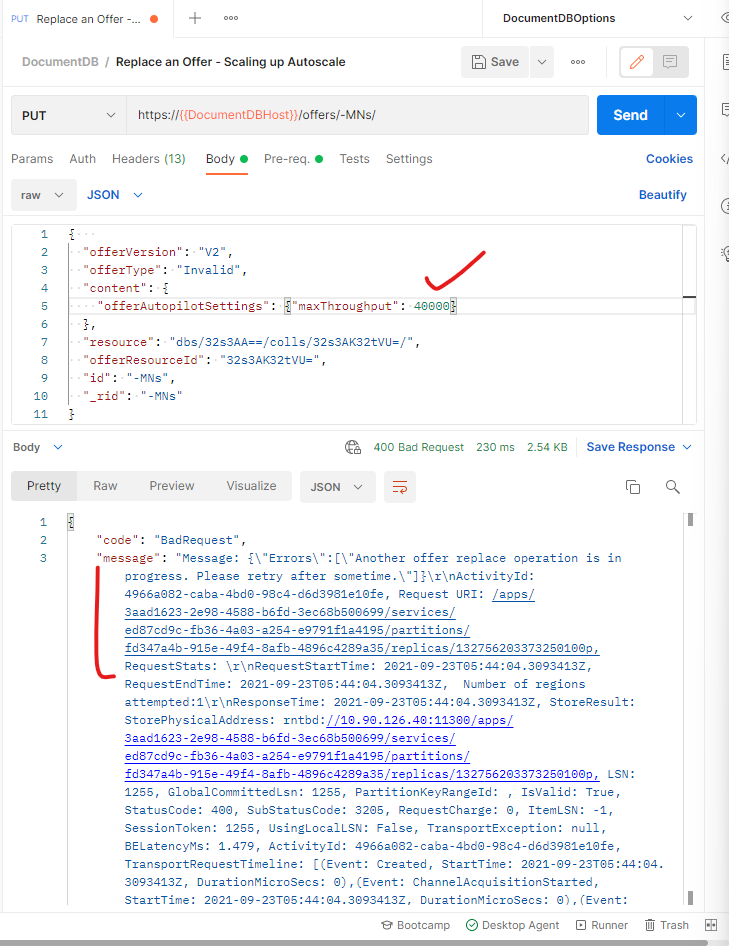 PUT Replace an Offer -...
DocumentDBOptions
DocumentDB / Replace an Offer - Scaling up Autoscale
Save
PUT
https://{{DocumentDBHost}}/offers/-MNs/
Send
Params Auth Headers (13) Body Pre-req. Tests Settings Cookies
raw JSON Beautify
1 {
2 "offerVersion": "V2",
3 "offerType": "Invalid",
4 "content": {
5 "offerAutopilotSettings": {"maxThroughput": 40000}
6 },
7 "resource": "dbs/32s3AA==/colls/32s3AK32tVU=/",
8 "offerResourceId": "32s3AK32tVU=",
9 "id": "-MNs",
10 "_rid": "-MNs"
11 }
Body 400 Bad Request 230 ms 2.54 KB Save Response
Pretty Raw Preview Visualize JSON
1 {
2 "code": "BadRequest",
3 "message": "Message: {\"Errors\":[\"Another offer replace operation is in
progress. Please retry after sometime.\"]}\r\nActivityId:
4966a082-caba-4bd0-98c4-d6d3981e10fe, Request URI: /apps/
3aad1623-2e98-4588-b6fd-3ec68b500699/services/
ed87cd9c-fb36-4a03-a254-e9791f1a4195/partitions/
fd347a4b-915e-49f4-8afb-4896c4289a35/replicas/132756203373250100p,
RequestStats: \r\nRequestStartTime: 2021-09-23T05:44:04.3093413Z,
RequestEndTime: 2021-09-23T05:44:04.3093413Z,  Number of regions
attempted:1\r\nResponseTime: 2021-09-23T05:44:04.3093413Z, StoreResult:
StorePhysicalAddress: rntbd://10.90.126.40:11300/apps/
3aad1623-2e98-4588-b6fd-3ec68b500699/services/
ed87cd9c-fb36-4a03-a254-e9791f1a4195/partitions/
fd347a4b-915e-49f4-8afb-4896c4289a35/replicas/132756203373250100p, LSN:
1255, GlobalCommittedLsn: 1255, PartitionKeyRangeId: , IsValid: True,
StatusCode: 400, SubStatusCode: 3205, RequestCharge: 0, ItemLSN: -1,
SessionToken: 1255, UsingLocalLSN: False, TransportException: null,
BELatencyMs: 1.479, ActivityId: 4966a082-caba-4bd0-98c4-d6d3981e10fe,
TransportRequestTimeline: [(Event: Created, StartTime: 2021-09-23T05:44:04.
3093413Z, DurationMicroSecs: 0),(Event: ChannelAcquisitionStarted,
StartTime: 2021-09-23T05:44:04.3093413Z, DurationMicroSecs: 0),(Event:
Bootcamp Desktop Agent Runner Trash